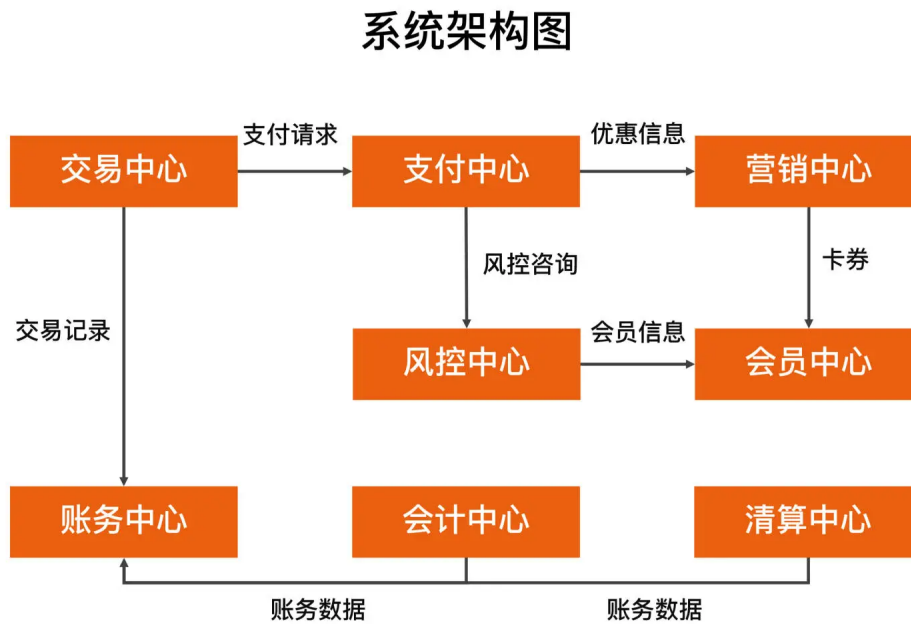 系统架构图
支付请求
优惠信息
交易中心
支付中心
营销中心
风控咨询
卡券
交易记录
会员信息
风控中心
会员中心
账务中心
会计中心
清算中心
账务数据
账务数据